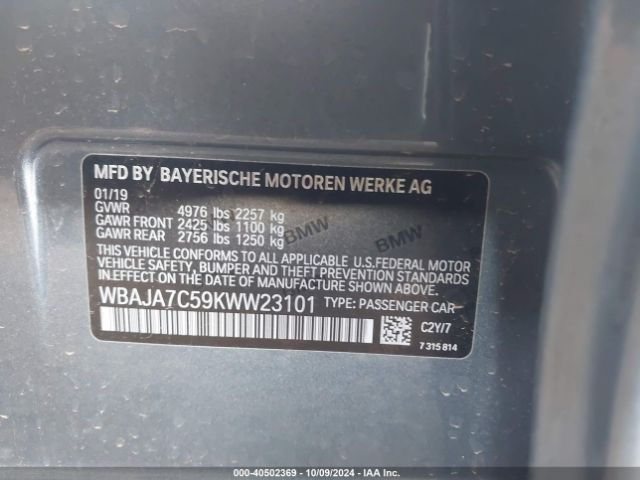 MFD BY BAYERISCHE MOTOREN WERKE AG
01/19
GVWR 4976 lbs 2257 kg
GAWR FRONT 2425 lbs 1100 kg
GAWR REAR 2756 lbs 1250 kg
BMW
BMW
THIS VEHICLE CONFORMS TO ALL APPLICABLE U.S.FEDERAL MOTOR
VEHICLE SAFETY, BUMPER AND THEFT PREVENTION STANDARDS
IN EFFECT ON THE DATE OF MANUFACTURE SHOWN ABOVE.
WBAJA7C59KWW23101 TYPE: PASSENGER CAR
BMW
C2Y/7
7 315 814
000-40502369 | 10/09/2024 | IAA Inc.